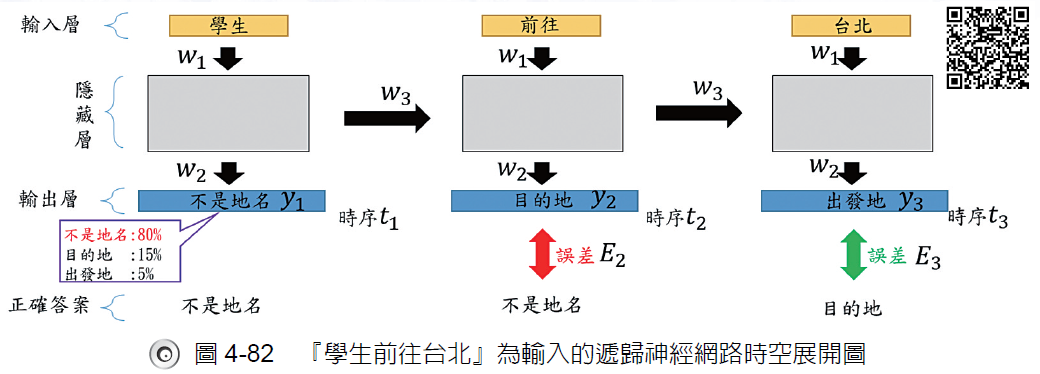 輸入層 學生 前往 台北
w₁ w₁ w₁
隱藏層 w₃ w₃
w₂ w₂ w₂
輸出層 不是地名 y₁ 目的地 y₂ 出發地 y₃
時序t₁ 時序t₂ 時序t₃
不是地名:80%
目的地 :15%
出發地 :5%
誤差 E₂ 誤差 E₃
正確答案 不是地名 不是地名 目的地
圖 4-82 『學生前往台北』為輸入的遞歸神經網路時空展開圖